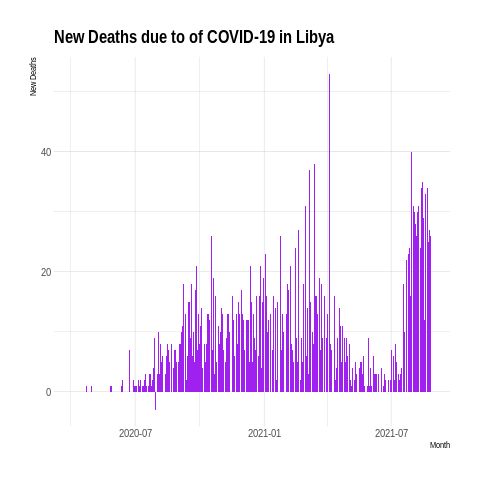 New Deaths due to of COVID-19 in Libya
New Deaths
40
20
0
2020-07
2021-01
2021-07
Month